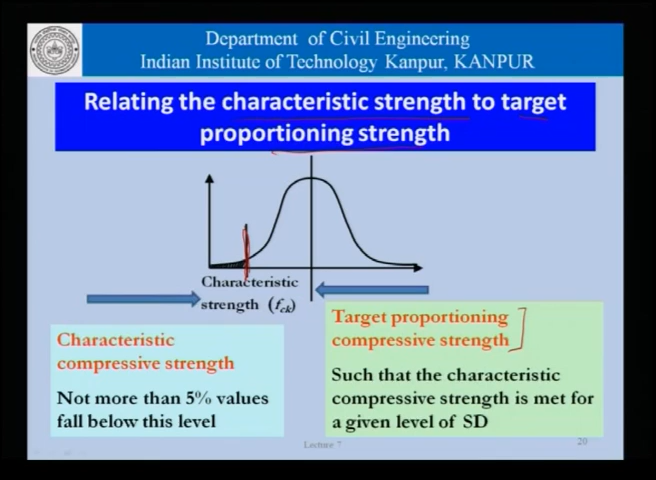 Department of Civil Engineering
Indian Institute of Technology Kanpur, KANPUR
Relating the characteristic strength to target
proportioning strength
Characteristic
strength (fck)
Characteristic
compressive strength
Not more than 5% values
fall below this level
Target proportioning
compressive strength
Such that the characteristic
compressive strength is met for
a given level of SD
Lecture 7
20